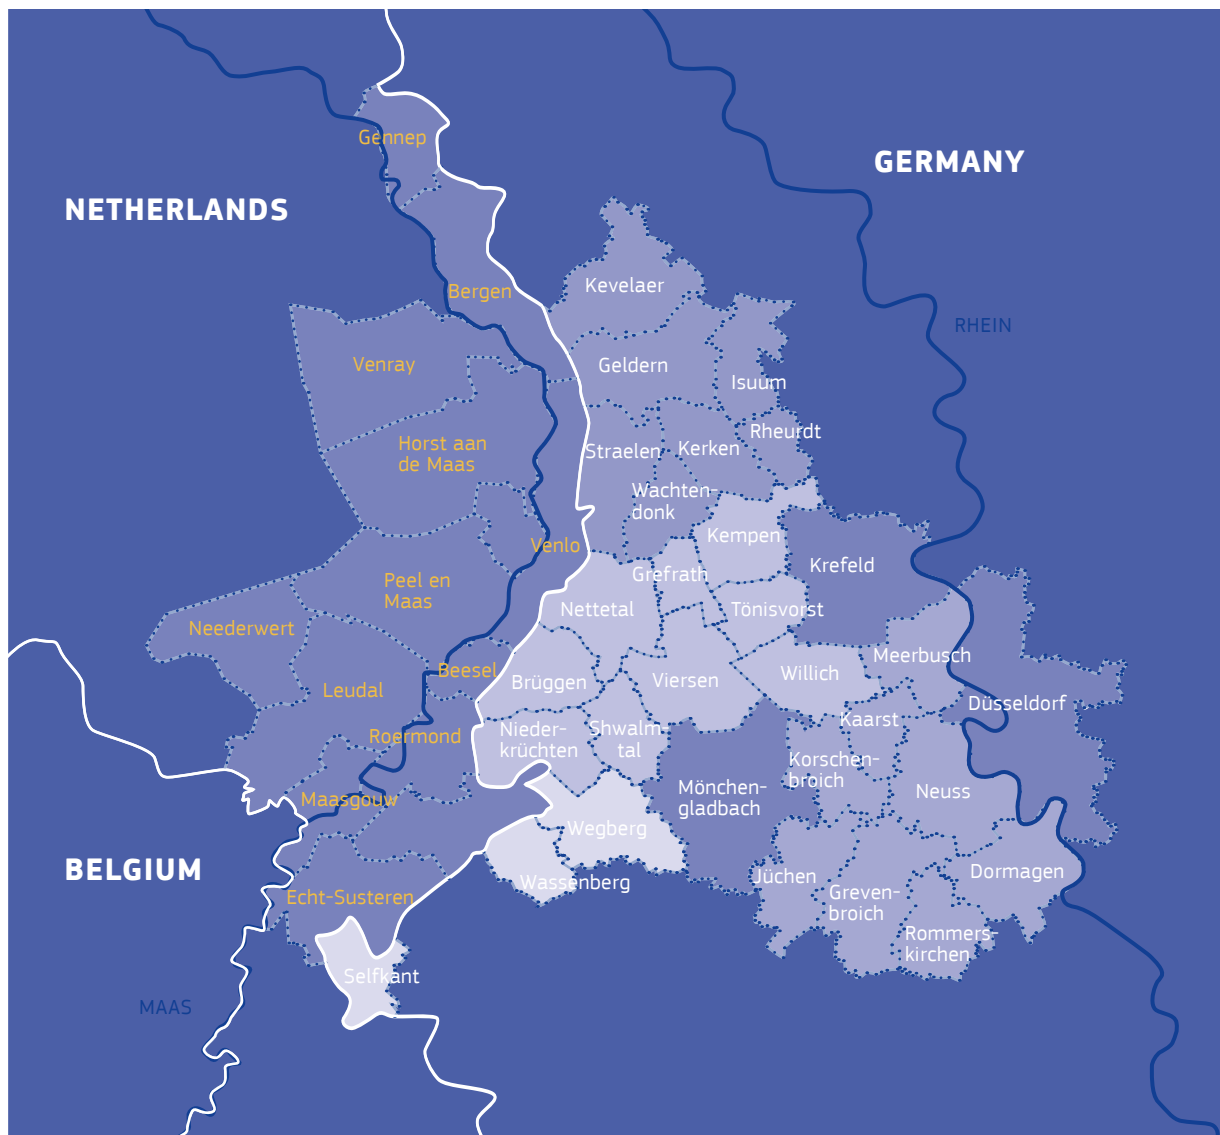 GERMANY
NETHERLANDS
Gennep
Bergen
Kevelaer
RHEIN
Venray
Geldern
Isuum
Horst aan
de Maas
Straelen
Kerken
Rheurdt
Wachten-
donk
Kempen
Venlo
Krefeld
Grefrath
Peel en
Maas
Nettetal
Tönisvorst
Neederwert
Beesel
Meerbusch
Leudal
Brüggen
Viersen
Willich
Düsseldorf
Roermond
Nieder-
krüchten
Shwalm-
tal
Kaarst
Korschen-
broich
Maasgouw
Mönchen-
gladbach
Neuss
Wegberg
BELGIUM
Wassenberg
Jüchen
Dormagen
Echt-Susteren
Greven-
broich
Rommers-
kirchen
Selfkant
MAAS